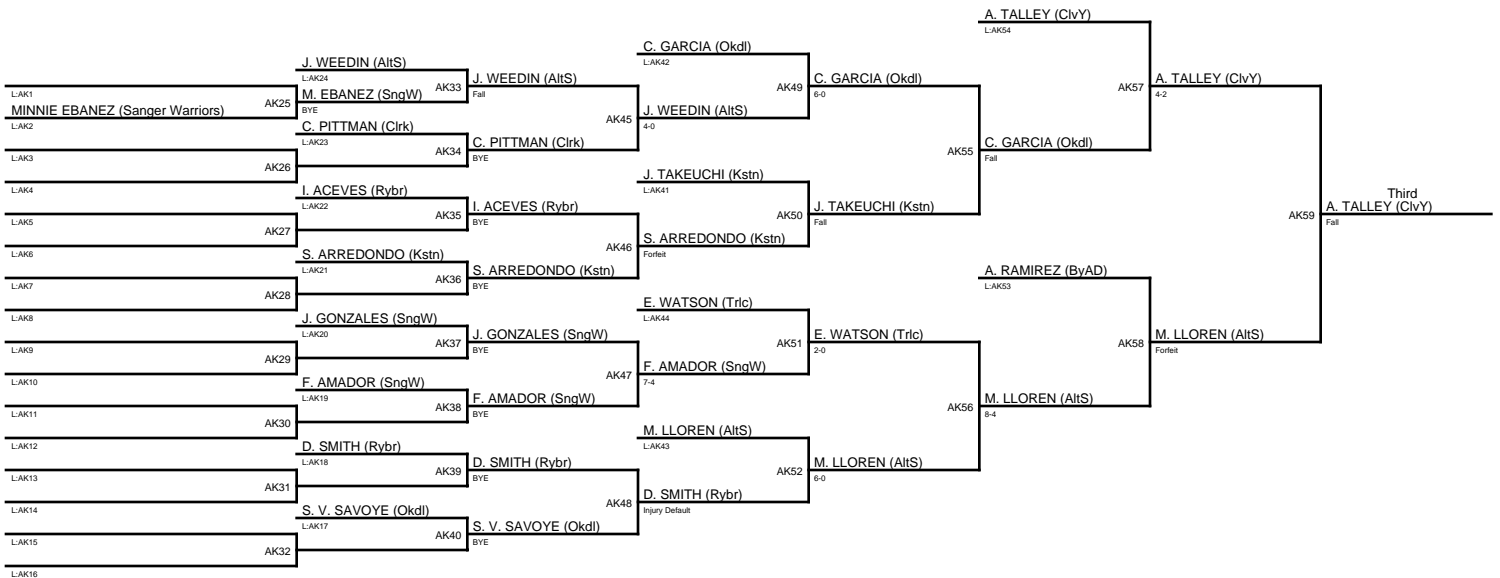 A. TALLEY (ClvY)
L:AK54
C. GARCIA (Okdl)
L:AK42
J. WEEDIN (AltS)
L:AK24
AK33
J. WEEDIN (AltS)
Fall
AK49
C. GARCIA (Okdl)
6-0
AK57
A. TALLEY (ClvY)
4-2
L:AK1
AK25
M. EBANEZ (SngW)
BYE
MINNIE EBANEZ (Sanger Warriors)
L:AK2
AK45
J. WEEDIN (AltS)
4-0
C. PITTMAN (Clrk)
L:AK23
AK34
C. PITTMAN (Clrk)
BYE
AK55
C. GARCIA (Okdl)
Fall
L:AK3
AK26
L:AK4
J. TAKEUCHI (Kstn)
L:AK41
I. ACEVES (Rybr)
L:AK22
AK35
I. ACEVES (Rybr)
BYE
AK50
J. TAKEUCHI (Kstn)
Fall
AK59
Third
A. TALLEY (ClvY)
Fall
L:AK5
AK27
L:AK6
AK46
S. ARREDONDO (Kstn)
Forfeit
S. ARREDONDO (Kstn)
L:AK21
AK36
S. ARREDONDO (Kstn)
BYE
A. RAMIREZ (ByAD)
L:AK53
L:AK7
AK28
L:AK8
E. WATSON (Trlc)
L:AK44
J. GONZALES (SngW)
L:AK20
AK37
J. GONZALES (SngW)
BYE
AK51
E. WATSON (Trlc)
2-0
AK58
M. LLOREN (AltS)
Forfeit
L:AK9
AK29
L:AK10
AK47
F. AMADOR (SngW)
7-4
F. AMADOR (SngW)
L:AK19
AK38
F. AMADOR (SngW)
BYE
AK56
M. LLOREN (AltS)
8-4
L:AK11
AK30
L:AK12
M. LLOREN (AltS)
L:AK43
D. SMITH (Rybr)
L:AK18
AK39
D. SMITH (Rybr)
BYE
AK52
M. LLOREN (AltS)
6-0
L:AK13
AK31
L:AK14
AK48
D. SMITH (Rybr)
Injury Default
S. V. SAVOYE (Okdl)
L:AK17
AK40
S. V. SAVOYE (Okdl)
BYE
L:AK15
AK32
L:AK16